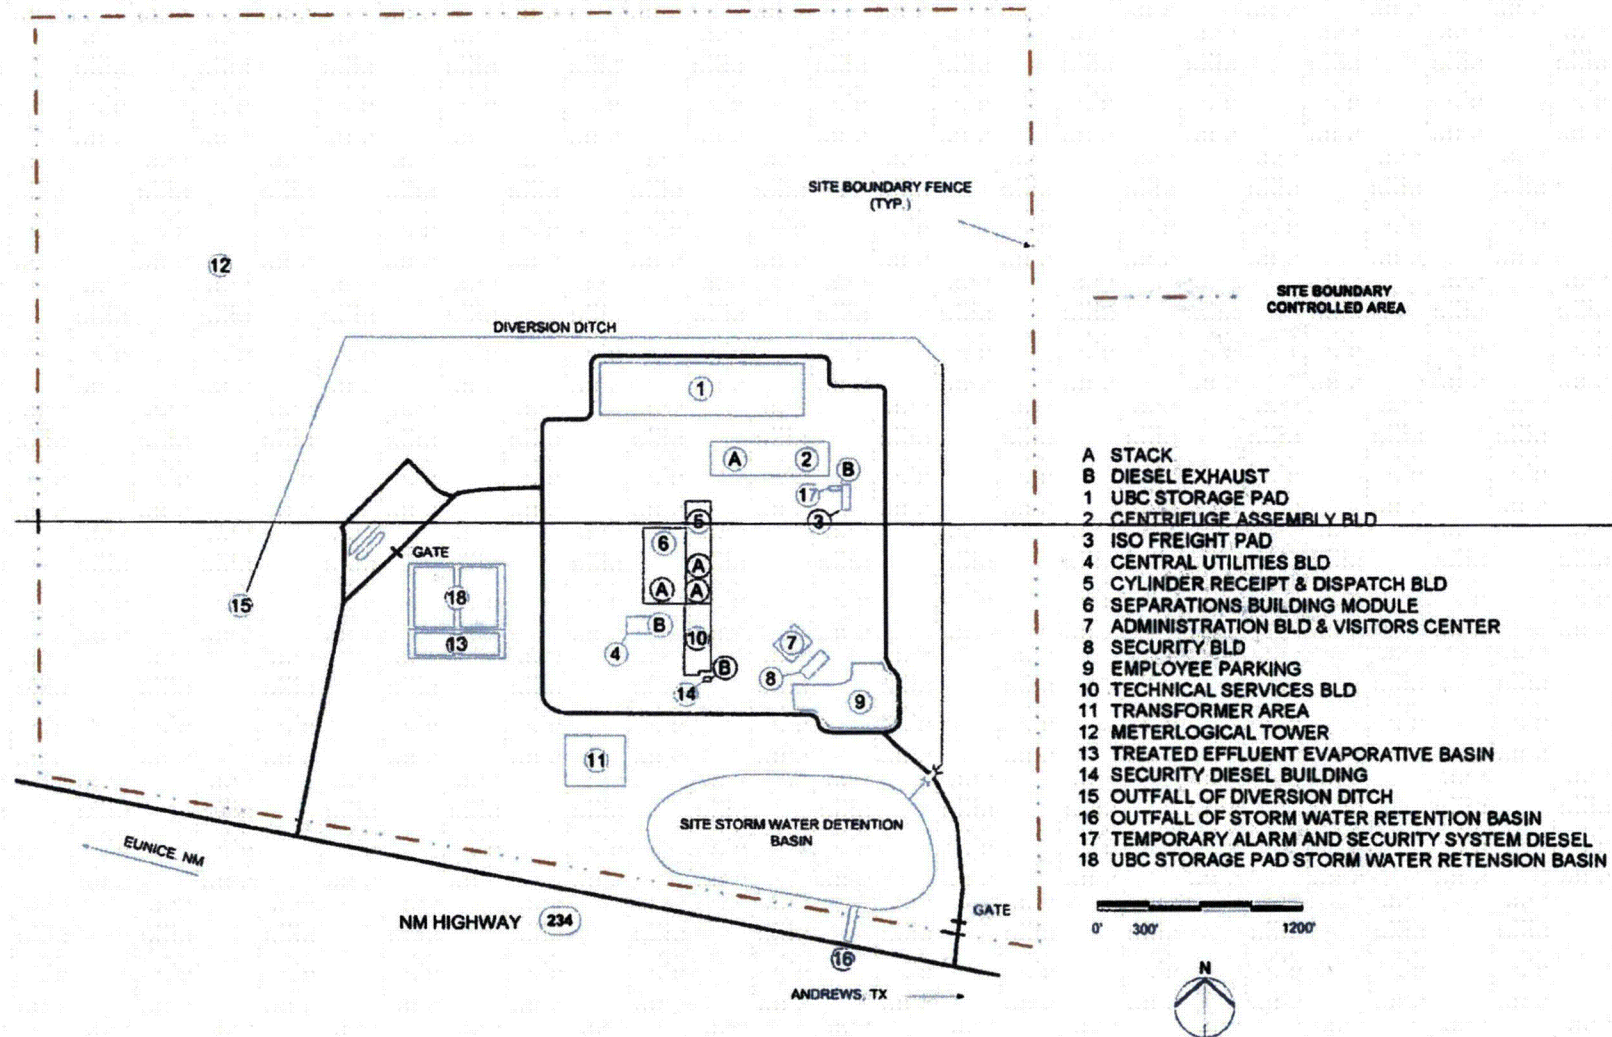 SITE BOUNDARY FENCE
(TYP.)
12
SITE BOUNDARY
CONTROLLED AREA
DIVERSION DITCH
1
A 2 B
17
3
5
6
A
A A
GATE
18
15
13
B
10
4
7
B
8
14
9
11
SITE STORM WATER DETENTION
BASIN
EUNICE, NM
NM HIGHWAY 234
GATE
16
ANDREWS, TX
A STACK
B DIESEL EXHAUST
1 UBC STORAGE PAD
2 CENTRIFUGE ASSEMBLY BLD
3 ISO FREIGHT PAD
4 CENTRAL UTILITIES BLD
5 CYLINDER RECEIPT & DISPATCH BLD
6 SEPARATIONS BUILDING MODULE
7 ADMINISTRATION BLD & VISITORS CENTER
8 SECURITY BLD
9 EMPLOYEE PARKING
10 TECHNICAL SERVICES BLD
11 TRANSFORMER AREA
12 METERLOGICAL TOWER
13 TREATED EFFLUENT EVAPORATIVE BASIN
14 SECURITY DIESEL BUILDING
15 OUTFALL OF DIVERSION DITCH
16 OUTFALL OF STORM WATER RETENTION BASIN
17 TEMPORARY ALARM AND SECURITY SYSTEM DIESEL
18 UBC STORAGE PAD STORM WATER RETENSION BASIN
0' 300' 1200'
N